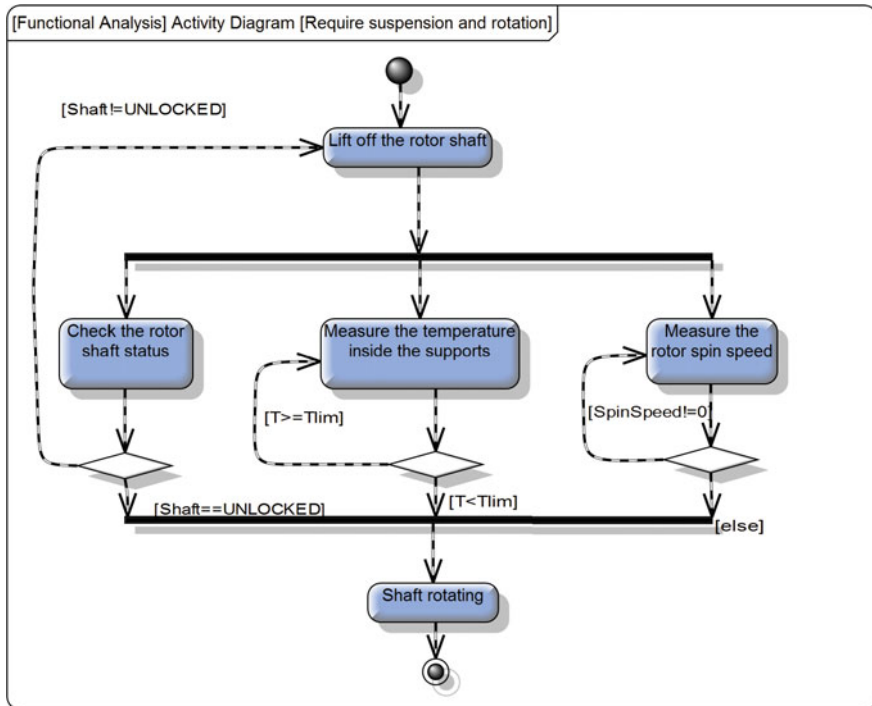 [Functional Analysis] Activity Diagram [Require suspension and rotation]
[Shaft!=UNLOCKED]
Lift off the rotor shaft
Check the rotor
shaft status
Measure the temperature
inside the supports
Measure the
rotor spin speed
[T>=Tlim]
[SpinSpeed!=0]
[Shaft==UNLOCKED]
[T<Tlim]
[else]
Shaft rotating